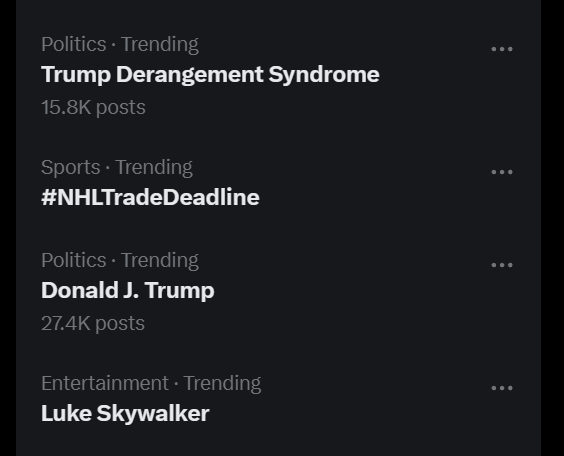 Politics · Trending
Trump Derangement Syndrome
15.8K posts
Sports · Trending
#NHLTradeDeadline
Politics · Trending
Donald J. Trump
27.4K posts
Entertainment · Trending
Luke Skywalker